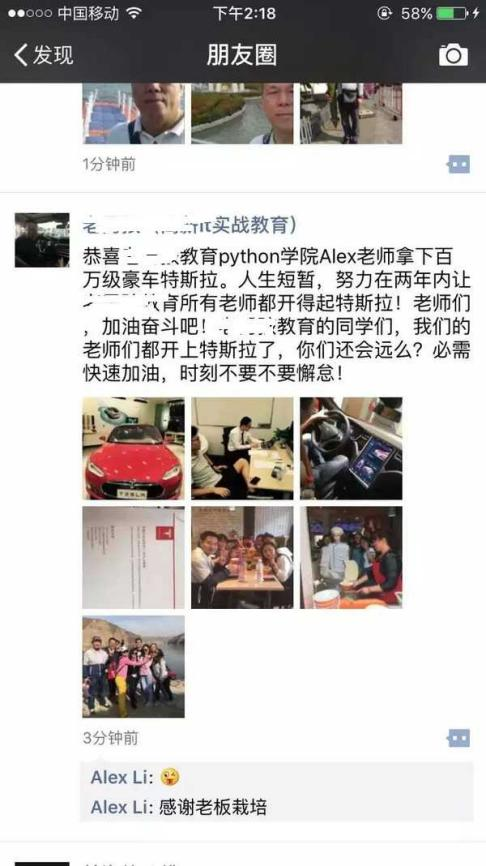 中国移动 下午2:18 58%
发现 朋友圈
1分钟前
实战教育）
恭喜 教育python学院Alex老师拿下百
万级豪车特斯拉。人生短暂，努力在两年内让
育所有老师都开得起特斯拉！老师们
，加油奋斗吧！ 教育的同学们，我们的
老师们都开上特斯拉了，你们还会远么？必需
快速加油，时刻不要不要懈怠！
3分钟前
Alex Li:
Alex Li: 感谢老板栽培